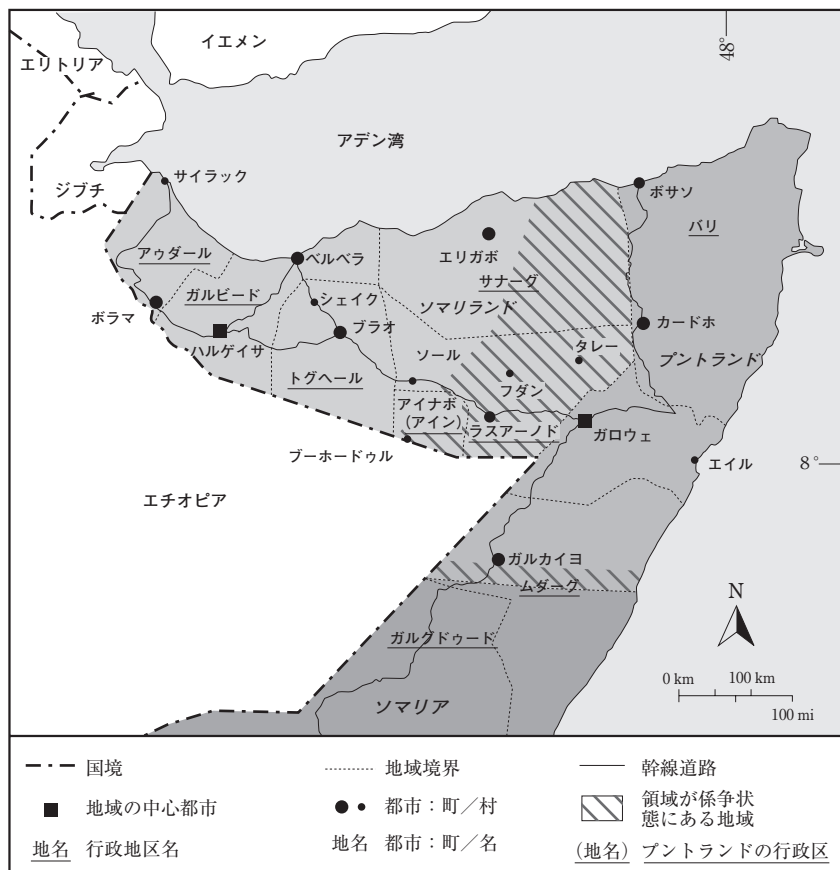 イエメン
48°
エリトリア
アデン湾
ジブチ
サイラック
ボサソ
バリ
アゥダール
ベルベラ
エリガボ
サナーグ
ガルビード
シェイク
ソマリランド
ボラマ
ブラオ
カードホ
ハルゲイサ
タレー
プントランド
ソール
トグヘール
フダン
アイナボ
(アイン)
ラスアーノド
ガロウェ
ブーホードゥル
エイル
8°
エチオピア
ガルカイヨ
ムダーグ
N
ガルグドゥード
0 km
100 km
ソマリア
100 mi
国境
地域境界
幹線道路
地域の中心都市
都市：町／村
領域が係争状
態にある地域
地名 行政地区名
地名 都市：町／名
(地名) プントランドの行政区